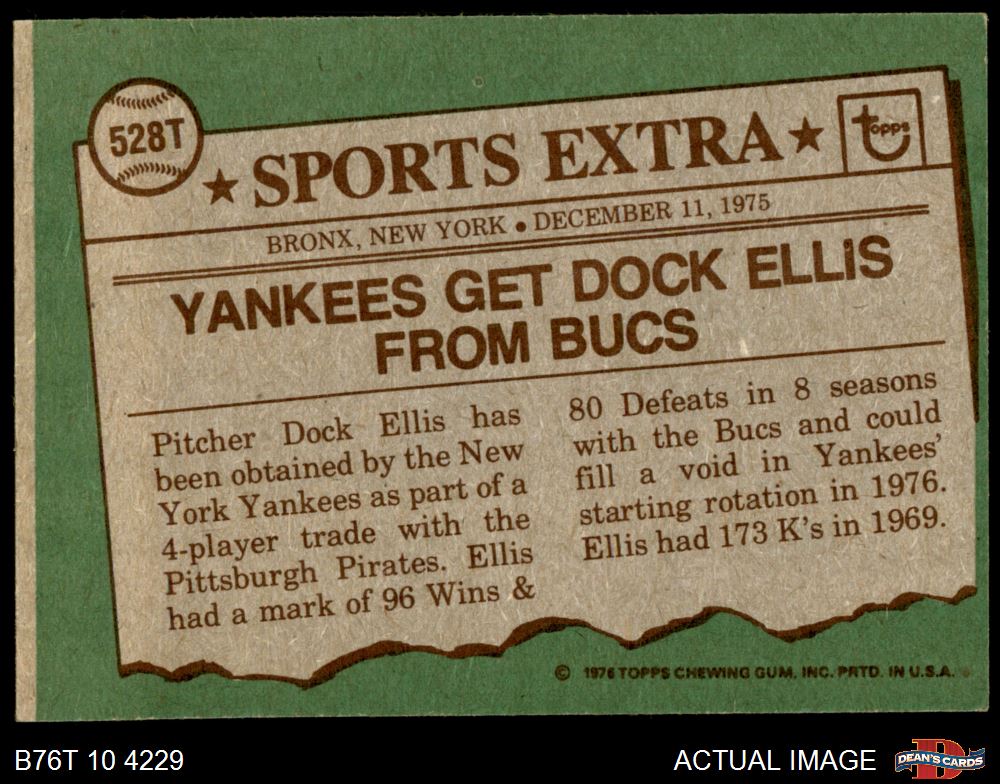 528T
★ SPORTS EXTRA ★
topps
BRONX, NEW YORK • DECEMBER 11, 1975
YANKEES GET DOCK ELLIS
FROM BUCS
Pitcher Dock Ellis has
been obtained by the New
York Yankees as part of a
4-player trade with the
Pittsburgh Pirates. Ellis
had a mark of 96 Wins &
80 Defeats in 8 seasons
with the Bucs and could
fill a void in Yankees'
starting rotation in 1976.
Ellis had 173 K's in 1969.
© 1976 TOPPS CHEWING GUM, INC. PRTD. IN U.S.A.
B76T 10 4229
ACTUAL IMAGE
D
DEAN'S CARDS